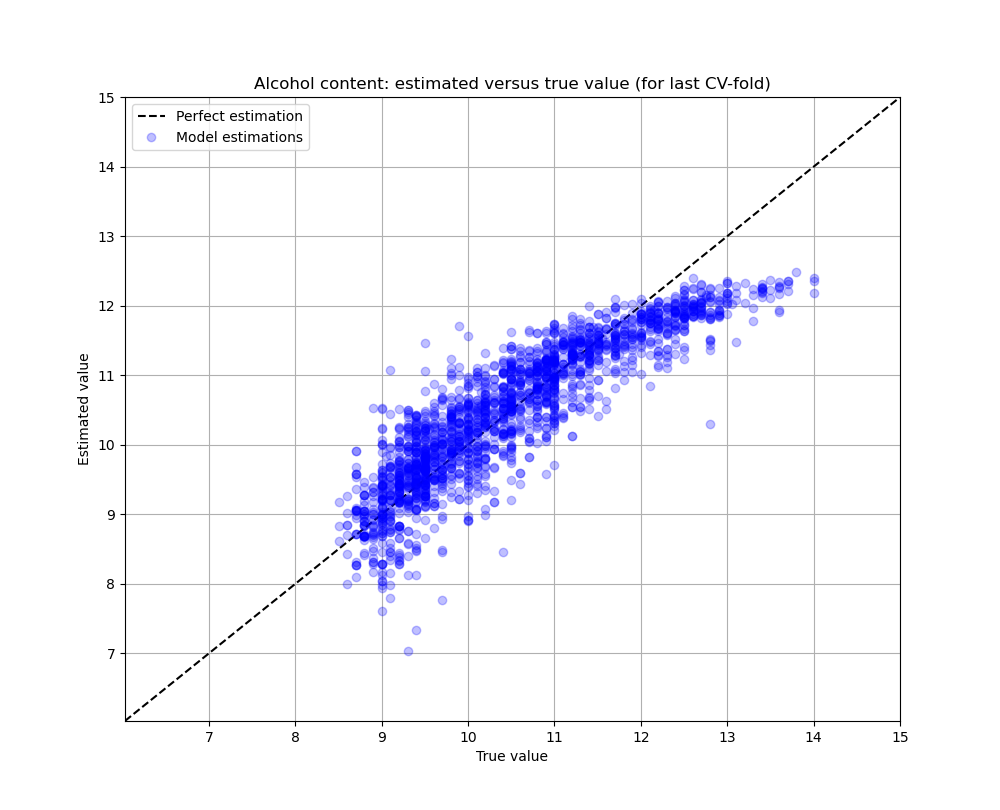 Alcohol content: estimated versus true value (for last CV-fold)
Perfect estimation
Model estimations
15
14
13
12
11
10
9
8
7
Estimated value
7 8 9 10 11 12 13 14 15
True value